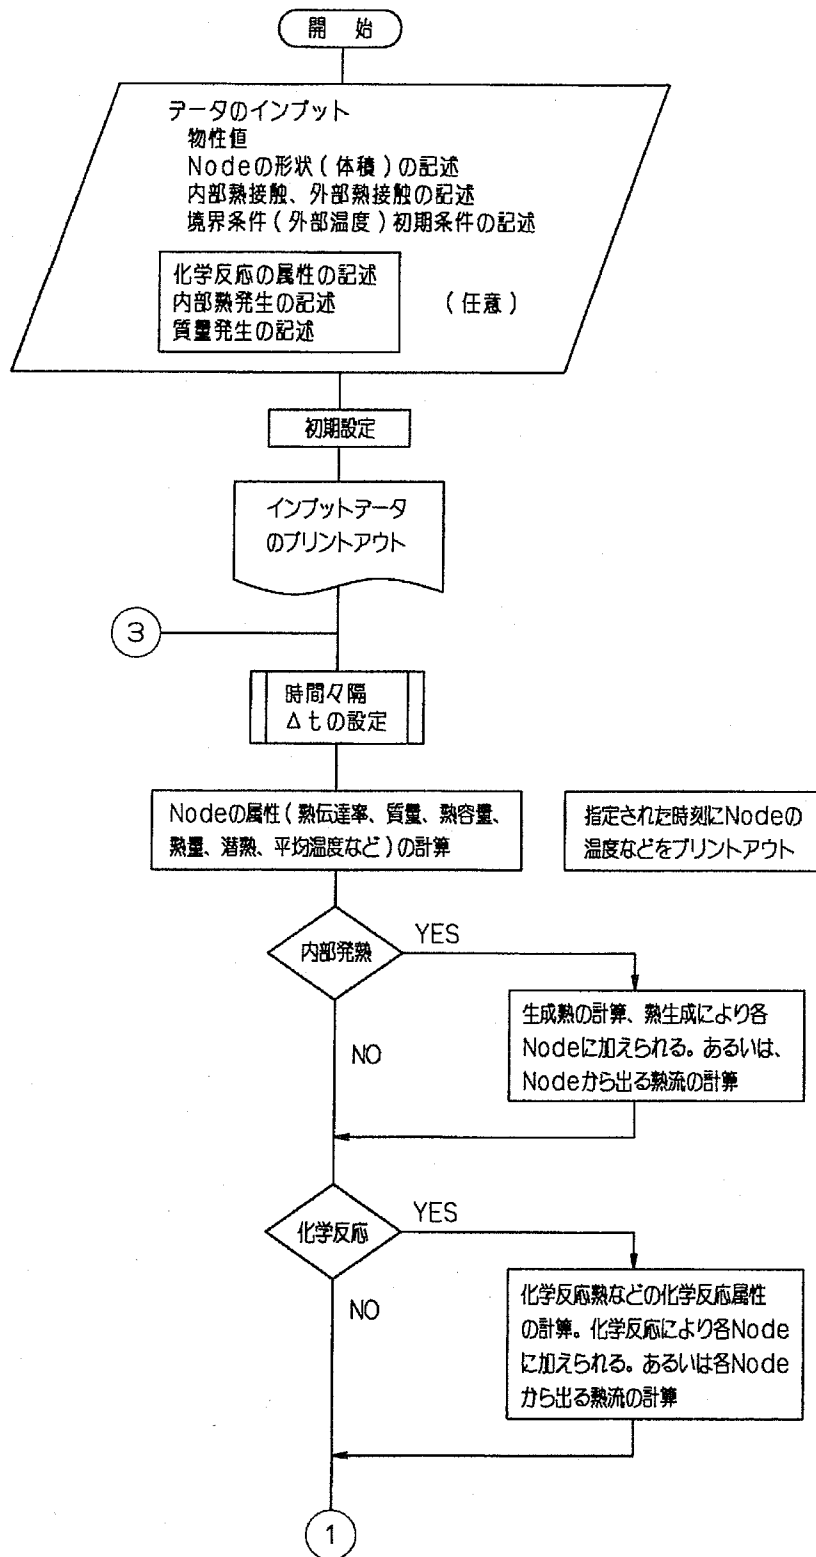 開 始
データのインプット
物性値
Nodeの形状(体積)の記述
内部熱接触、外部熱接触の記述
境界条件(外部温度)初期条件の記述
化学反応の属性の記述
内部熱発生の記述
(任意)
質量発生の記述
初期設定
インプットデータ
のプリントアウト
3
時間々隔
Δtの設定
Nodeの属性(熱伝達率、質量、熱容量、
熱量、潜熱、平均温度など)の計算
指定された時刻にNodeの
温度などをプリントアウト
内部発熱
YES
NO
生成熱の計算、熱生成により各
Nodeに加えられる。あるいは、
Nodeから出る熱流の計算
化学反応
YES
NO
化学反応熱などの化学反応属性
の計算。化学反応により各Node
に加えられる。あるいは各Node
から出る熱流の計算
1